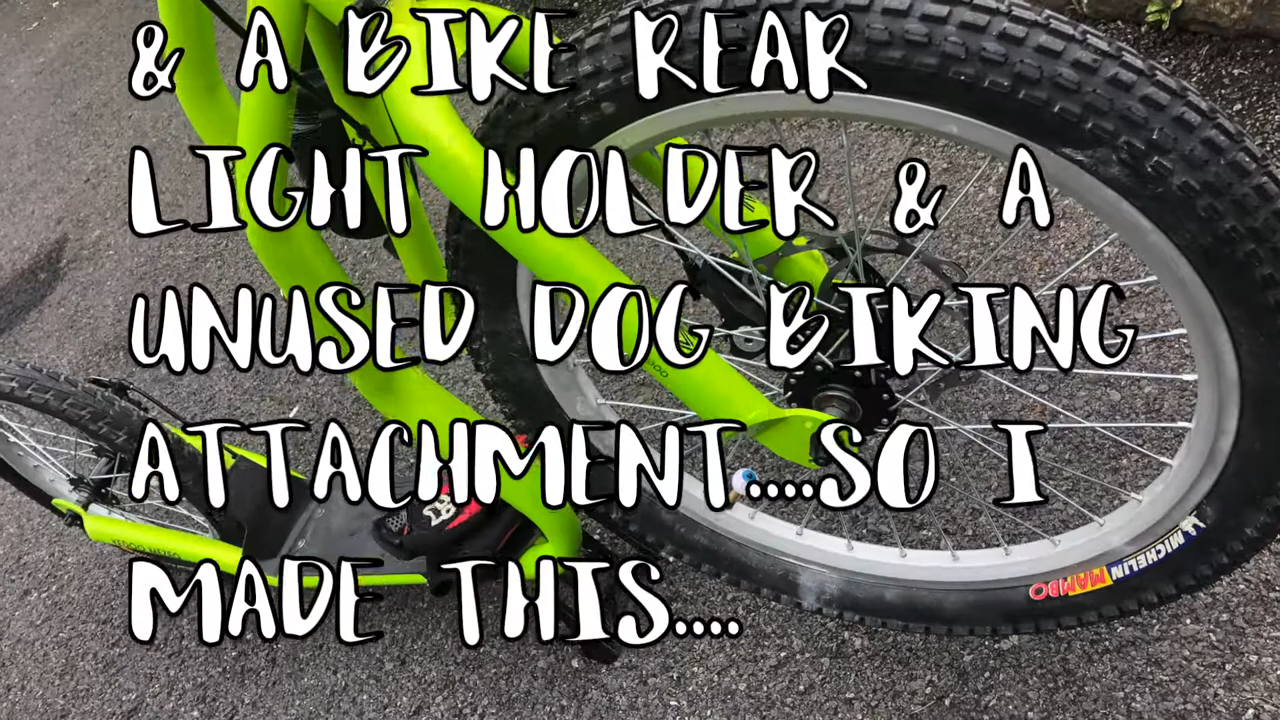 & A BIKE REAR
LIGHT HOLDER & A
UNUSED DOG BIKING
ATTACHMENT....SO I
MADE THIS....
MICHELIN MAMBO